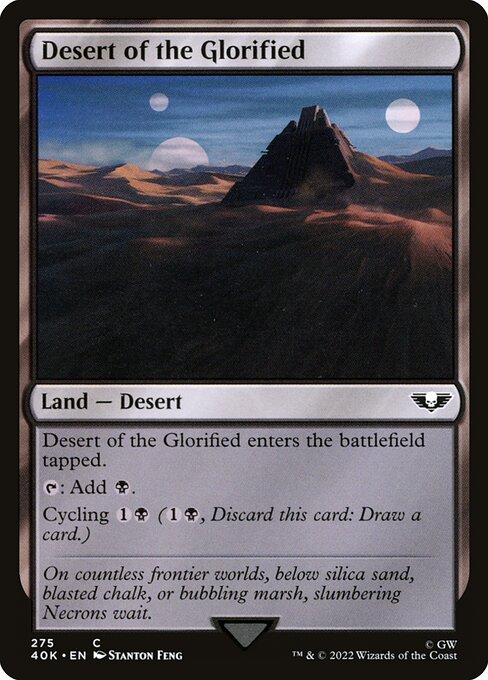 Desert of the Glorified
Land — Desert
Desert of the Glorified enters the battlefield
tapped.
: Add .
Cycling 1 (1, Discard this card: Draw a
card.)
On countless frontier worlds, below silica sand,
blasted chalk, or bubbling marsh, slumbering
Necrons wait.
275 C
40K • EN Stanton Feng
© GW
™ & © 2022 Wizards of the Coast